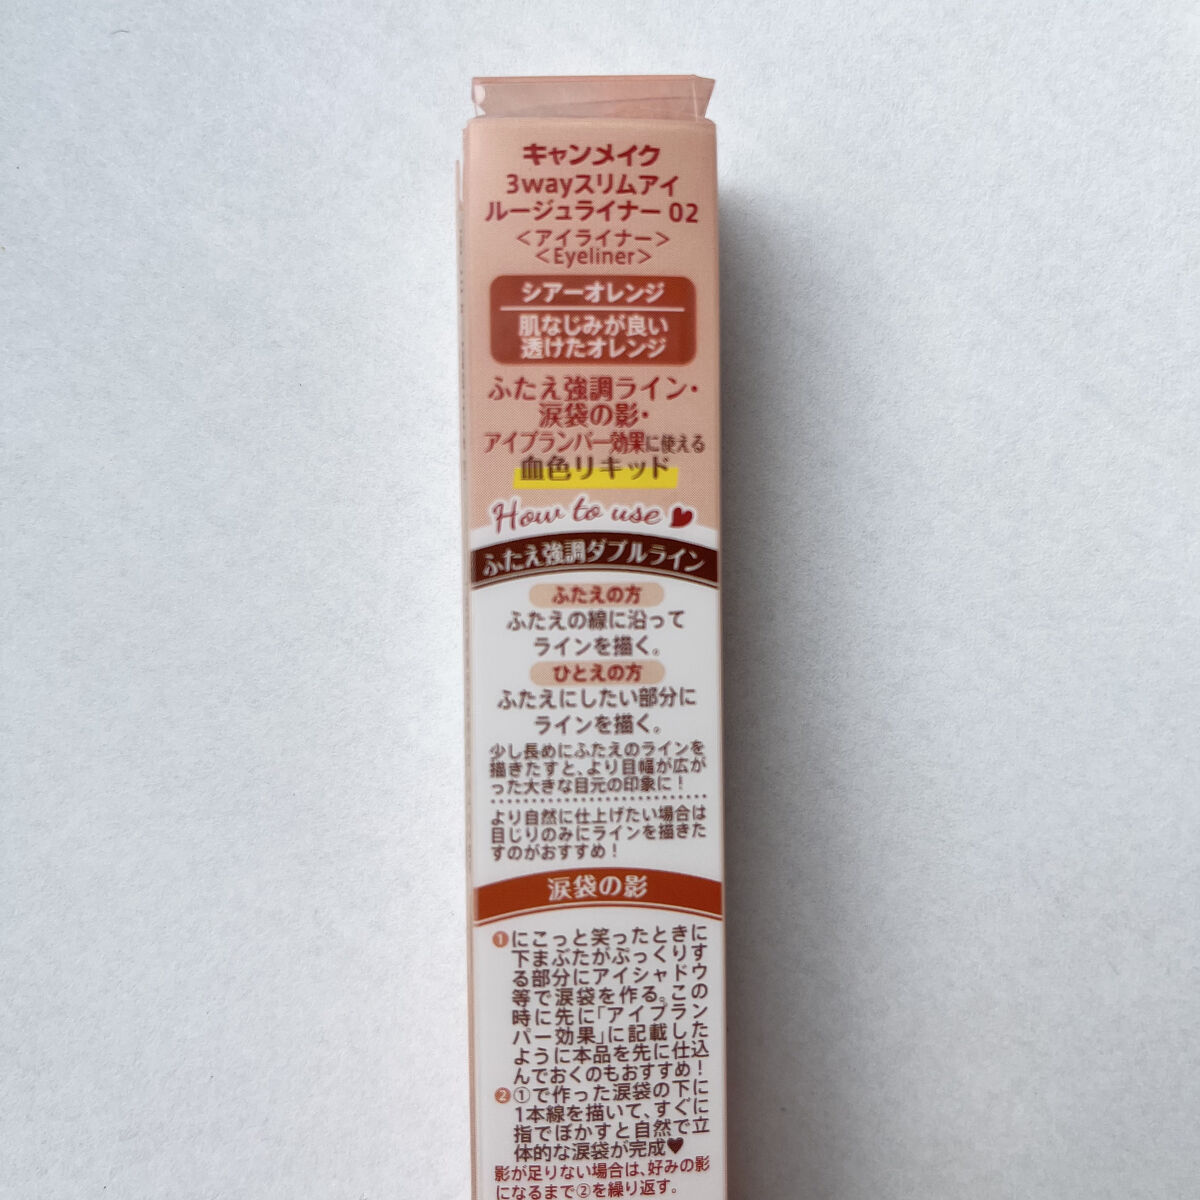 キャンメイク
3wayスリムアイ
ルージュライナー 02
＜アイライナー＞
＜Eyeliner＞
シアーオレンジ
肌なじみが良い
透けたオレンジ
ふたえ強調ライン・
涙袋の影・
アイプランパー効果に使える
血色リキッド
How to use
ふたえ強調ダブルライン
ふたえの方
ふたえの線に沿って
ラインを描く。
ひとえの方
ふたえにしたい部分に
ラインを描く。
少し長めにふたえのラインを
描きたすと、より目幅が広が
った大きな目元の印象に！
より自然に仕上げたい場合は
目じりのみにラインを描きた
すのがおすすめ！
涙袋の影
①にこっと笑ったときに
下まぶたがぷっくりす
る部分にアイシャドウ
等で涙袋を作る。この
時に先に「アイプラン
パー効果」に記載した
ように本品を先に仕込
んでおくのもおすすめ！
②①で作った涙袋の下に
1本線を描いて、すぐに
指でぼかすと自然で立
体的な涙袋が完成♥
影が足りない場合は、好みの影
になるまで②を繰り返す。